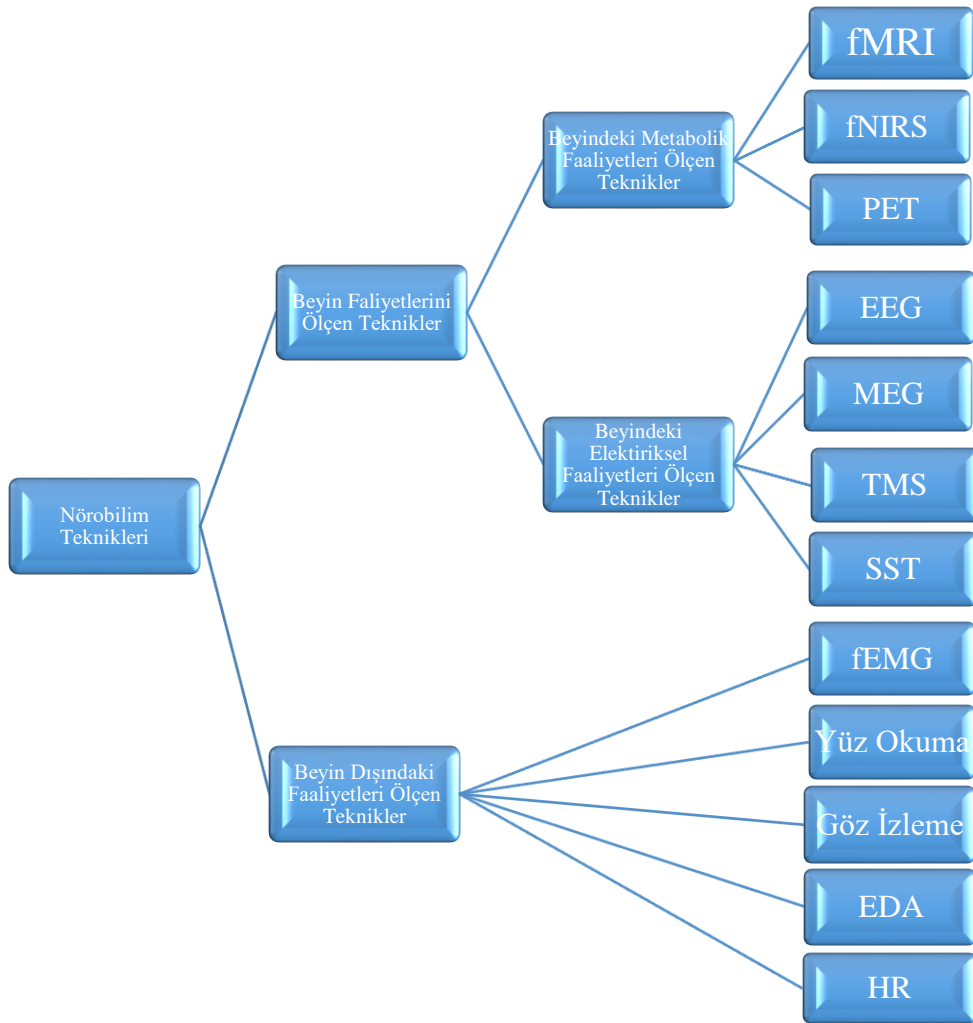 Nörobilim
Teknikleri
Beyin Faliyetlerini
Ölçen Teknikler
Beyindeki Metabolik
Faaliyetleri Ölçen
Teknikler
fMRI
fNIRS
PET
Beyindeki
Elektiriksel
Faaliyetleri Ölçen
Teknikler
EEG
MEG
TMS
SST
Beyin Dışındaki
Faaliyetleri Ölçen
Teknikler
fEMG
Yüz Okuma
Göz İzleme
EDA
HR